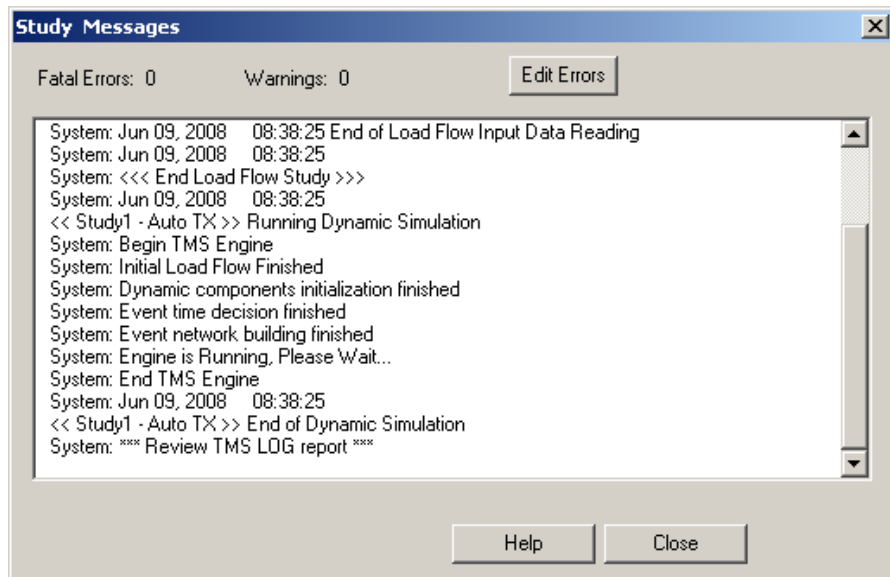 Study Messages
Fatal Errors: 0 Warnings: 0 Edit Errors
System: Jun 09, 2008 08:38:25 End of Load Flow Input Data Reading
System: Jun 09, 2008 08:38:25
System: <<< End Load Flow Study >>>
System: Jun 09, 2008 08:38:25
<< Study1 - Auto TX >> Running Dynamic Simulation
System: Begin TMS Engine
System: Initial Load Flow Finished
System: Dynamic components initialization finished
System: Event time decision finished
System: Event network building finished
System: Engine is Running, Please Wait...
System: End TMS Engine
System: Jun 09, 2008 08:38:25
<< Study1 - Auto TX >> End of Dynamic Simulation
System: *** Review TMS LOG report ***
Help Close